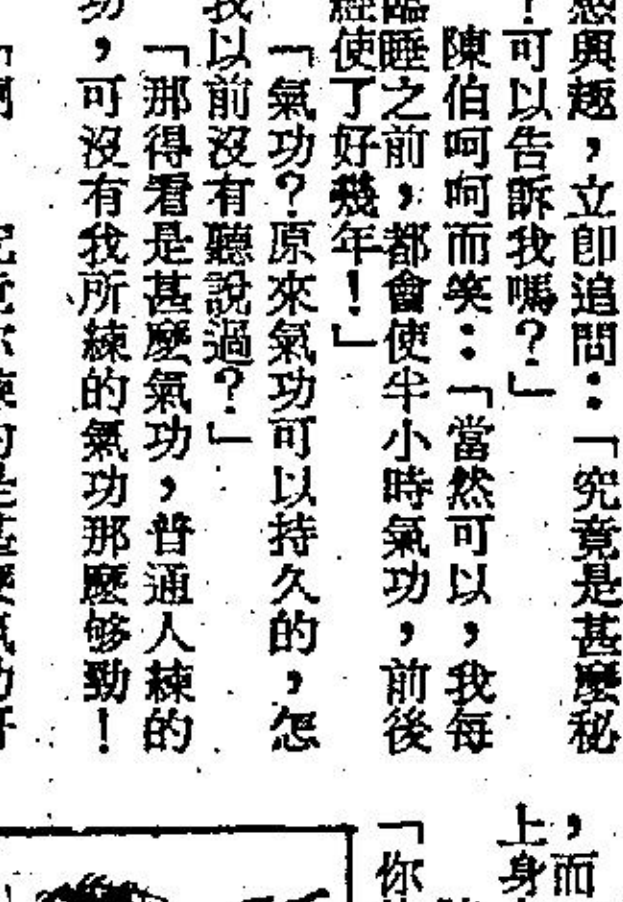 感興趣，立卽追問：「究竟是甚麼秘
？可以告訴我嗎？」
陳伯呵呵而笑：「當然可以，我每
臨睡之前，都會使半小時氣功，前後
經使了好幾年！」
「氣功？原來氣功可以持久的，怎
我以前沒有聽說過？」
「那得看是甚麼氣功，普通人練的
功，可沒有我所練的氣功那麼够勁！
，而
上身
「你